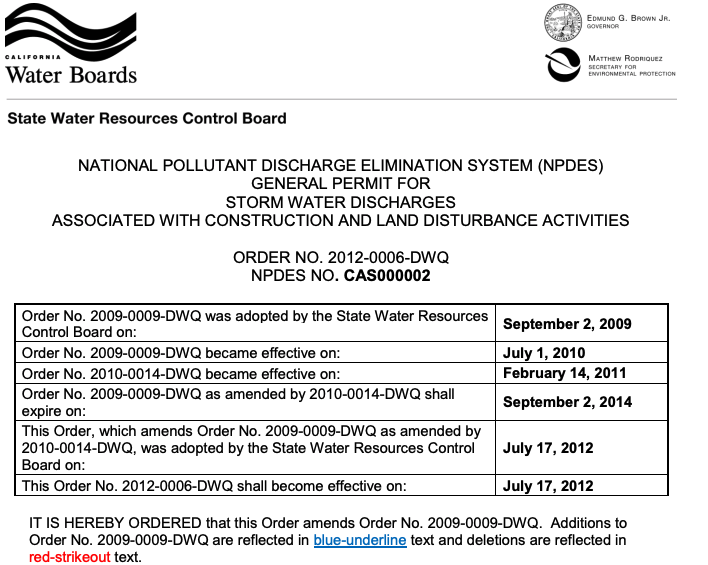 CALIFORNIA
Water Boards
EDMUND G. BROWN JR.
GOVERNOR
MATTHEW RODRIQUEZ
SECRETARY FOR
ENVIRONMENTAL PROTECTION
State Water Resources Control Board
NATIONAL POLLUTANT DISCHARGE ELIMINATION SYSTEM (NPDES)
GENERAL PERMIT FOR
STORM WATER DISCHARGES
ASSOCIATED WITH CONSTRUCTION AND LAND DISTURBANCE ACTIVITIES
ORDER NO. 2012-0006-DWQ
NPDES NO. CAS000002
Order No. 2009-0009-DWQ was adopted by the State Water Resources
Control Board on:
September 2, 2009
Order No. 2009-0009-DWQ became effective on:
July 1, 2010
Order No. 2010-0014-DWQ became effective on:
February 14, 2011
Order No. 2009-0009-DWQ as amended by 2010-0014-DWQ shall
expire on:
September 2, 2014
This Order, which amends Order No. 2009-0009-DWQ as amended by
2010-0014-DWQ, was adopted by the State Water Resources Control
Board on:
July 17, 2012
This Order No. 2012-0006-DWQ shall become effective on:
July 17, 2012
IT IS HEREBY ORDERED that this Order amends Order No. 2009-0009-DWQ. Additions to
Order No. 2009-0009-DWQ are reflected in blue-underline text and deletions are reflected in
red-strikeout text.